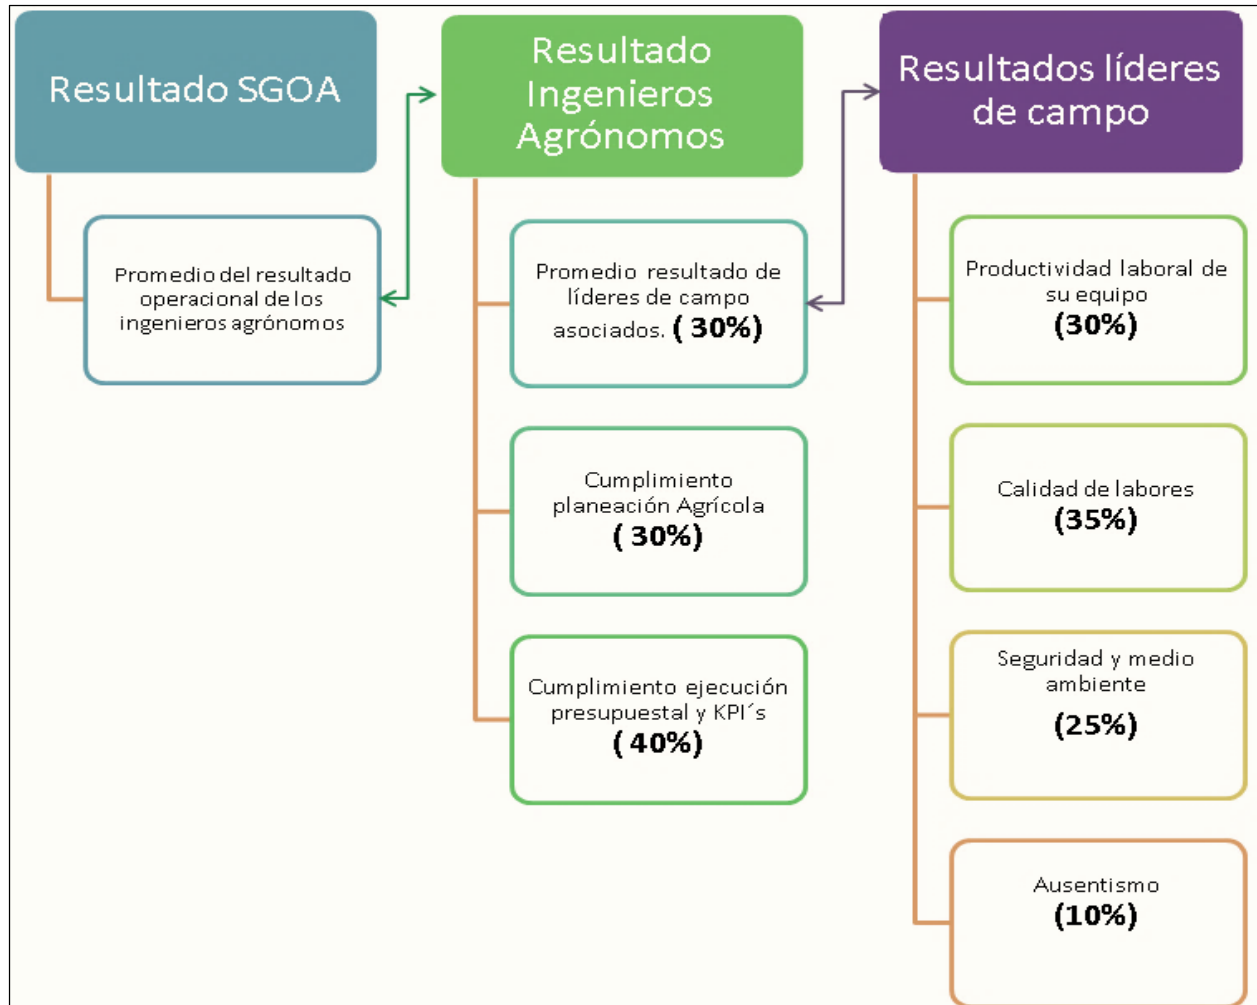 Resultado SGOA
Promedio del resultado
operacional de los
ingenieros agrónomos
Resultado
Ingenieros
Agrónomos
Promedio resultado de
líderes de campo
asociados. ( 30%)
Cumplimiento
planeación Agrícola
( 30%)
Cumplimiento ejecución
presupuestal y KPI´s
( 40%)
Resultados líderes
de campo
Productividad laboral de
su equipo
(30%)
Calidad de labores
(35%)
Seguridad y medio
ambiente
(25%)
Ausentismo
(10%)